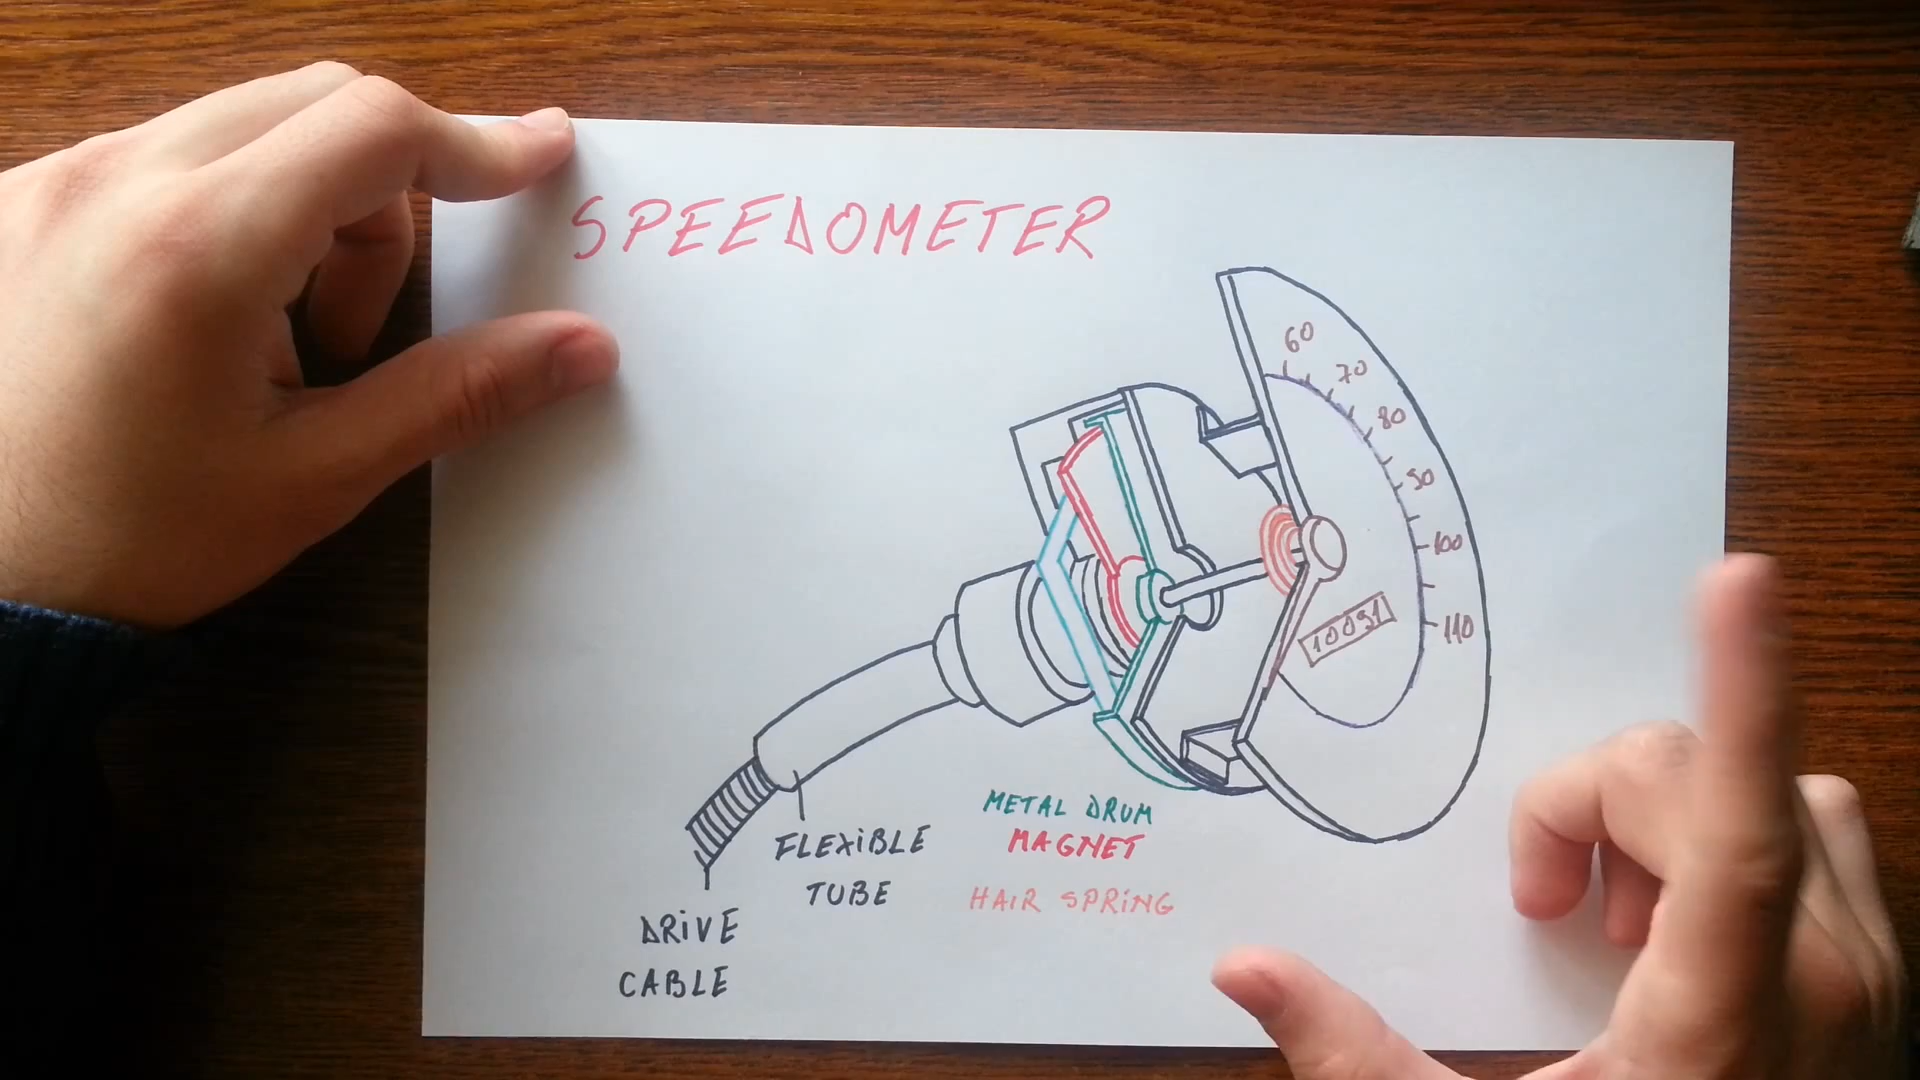 SPEEDOMETER
60
70
80
90
100
110
10091
METAL DRUM
MAGNET
HAIR SPRING
FLEXiBLE
TUBE
DRiVE
CABLE